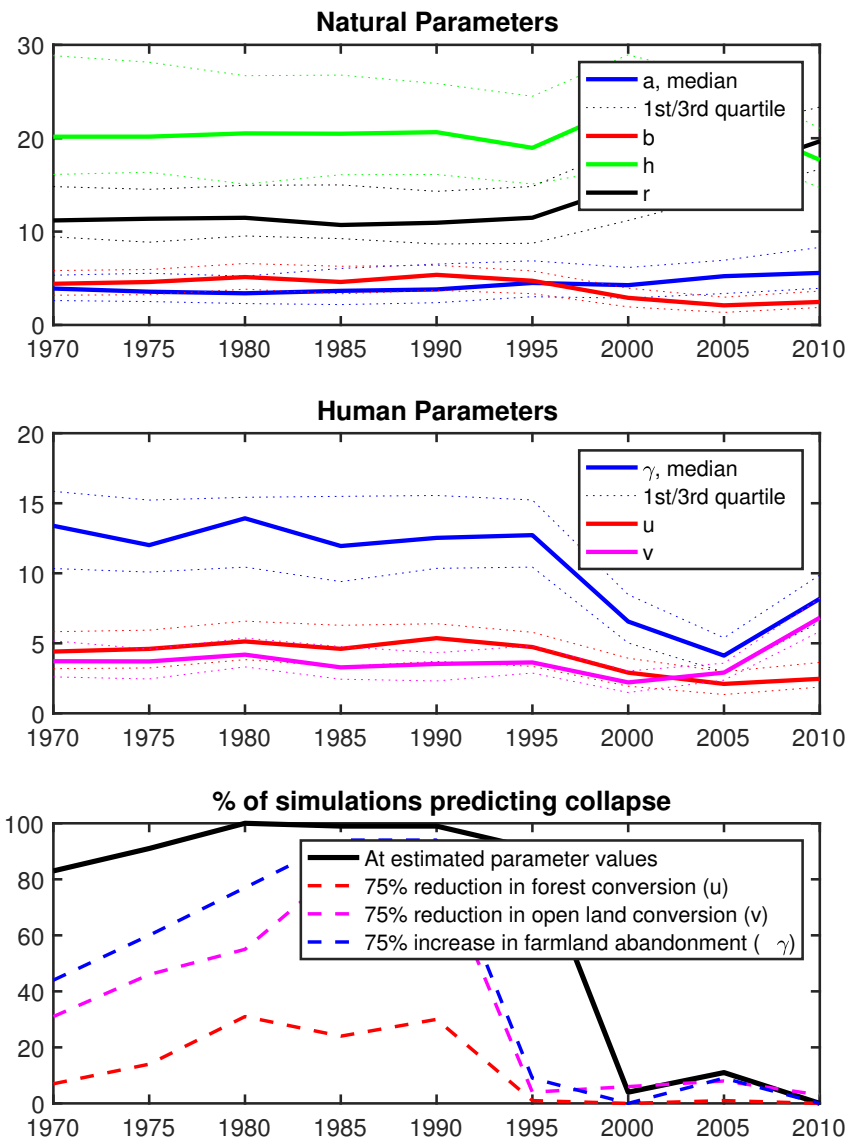 Natural Parameters
30
20
10
0
a, median
1st/3rd quartile
b
h
r
1970 1975 1980 1985 1990 1995 2000 2005 2010
Human Parameters
20
15
10
5
0
γ, median
1st/3rd quartile
u
v
1970 1975 1980 1985 1990 1995 2000 2005 2010
% of simulations predicting collapse
100
80
60
40
20
0
At estimated parameter values
75% reduction in forest conversion (u)
75% reduction in open land conversion (v)
75% increase in farmland abandonment ( γ)
1970 1975 1980 1985 1990 1995 2000 2005 2010